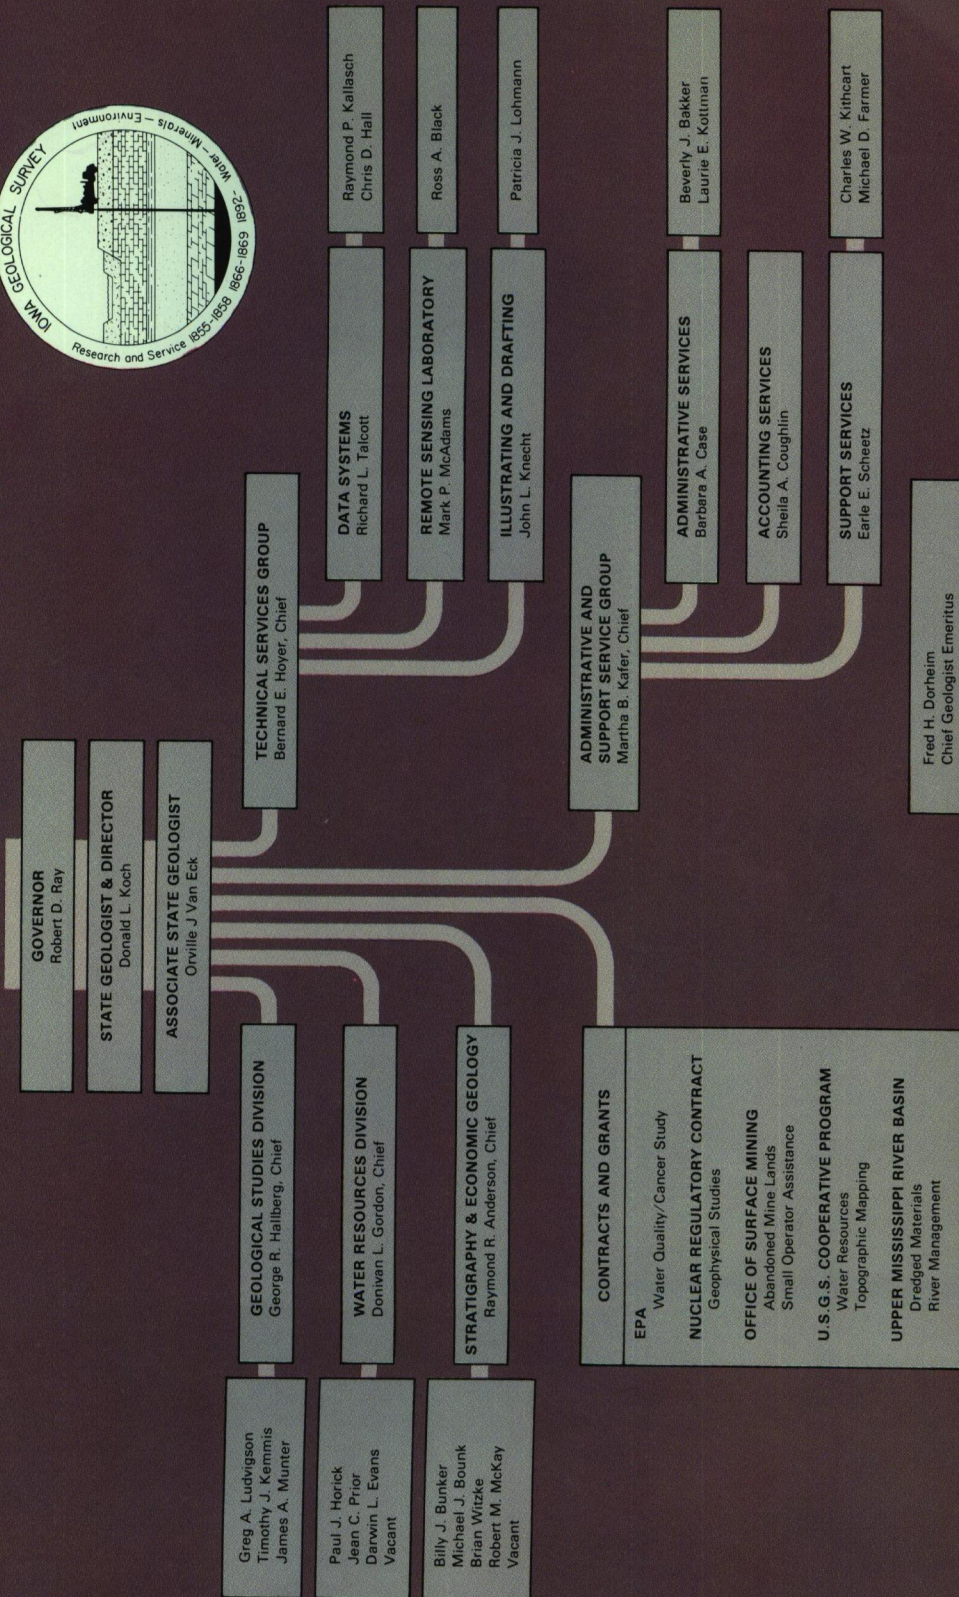 IOWA GEOLOGICAL SURVEY
Research and Service 1855-1858 1866-1869 1892- Water - Minerals - Environment
GOVERNOR
Robert D. Ray
STATE GEOLOGIST & DIRECTOR
Donald L. Koch
ASSOCIATE STATE GEOLOGIST
Orville J Van Eck
GEOLOGICAL STUDIES DIVISION
George R. Hallberg, Chief
Greg A. Ludvigson
Timothy J. Kemmis
James A. Munter
WATER RESOURCES DIVISION
Donivan L. Gordon, Chief
Paul J. Horick
Jean C. Prior
Darwin L. Evans
Vacant
STRATIGRAPHY & ECONOMIC GEOLOGY
Raymond R. Anderson, Chief
Billy J. Bunker
Michael J. Bounk
Brian Witzke
Robert M. McKay
Vacant
CONTRACTS AND GRANTS
EPA
Water Quality/Cancer Study
NUCLEAR REGULATORY CONTRACT
Geophysical Studies
OFFICE OF SURFACE MINING
Abandoned Mine Lands
Small Operator Assistance
U.S.G.S. COOPERATIVE PROGRAM
Water Resources
Topographic Mapping
UPPER MISSISSIPPI RIVER BASIN
Dredged Materials
River Management
TECHNICAL SERVICES GROUP
Bernard E. Hoyer, Chief
DATA SYSTEMS
Richard L. Talcott
Raymond P. Kallasch
Chris D. Hall
REMOTE SENSING LABORATORY
Mark P. McAdams
Ross A. Black
ILLUSTRATING AND DRAFTING
John L. Knecht
Patricia J. Lohmann
ADMINISTRATIVE AND
SUPPORT SERVICE GROUP
Martha B. Kafer, Chief
ADMINISTRATIVE SERVICES
Barbara A. Case
Beverly J. Bakker
Laurie E. Kottman
ACCOUNTING SERVICES
Sheila A. Coughlin
SUPPORT SERVICES
Earle E. Scheetz
Charles W. Kithcart
Michael D. Farmer
Fred H. Dorheim
Chief Geologist Emeritus